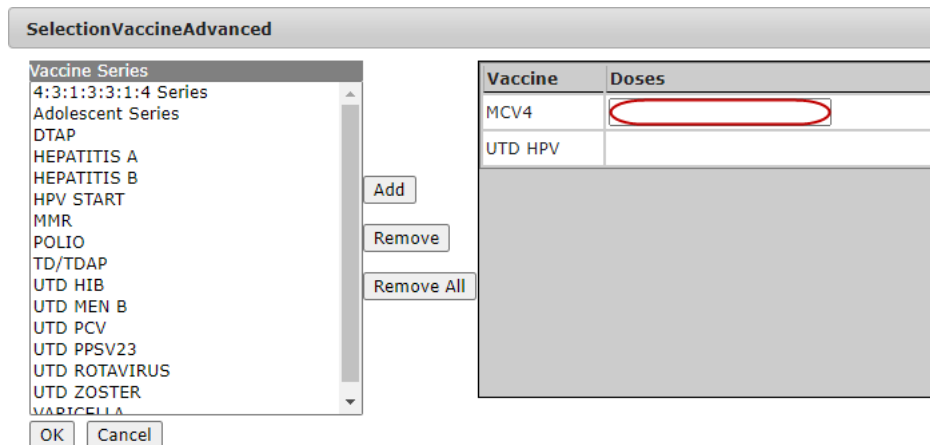 SelectionVaccineAdvanced
Vaccine Series
4:3:1:3:3:1:4 Series
Adolescent Series
DTAP
HEPATITIS A
HEPATITIS B
HPV START
MMR
POLIO
TD/TDAP
UTD HIB
UTD MEN B
UTD PCV
UTD PPSV23
UTD ROTAVIRUS
UTD ZOSTER
VARICELLA
Add
Remove
Remove All
Vaccine Doses
MCV4
UTD HPV
OK Cancel